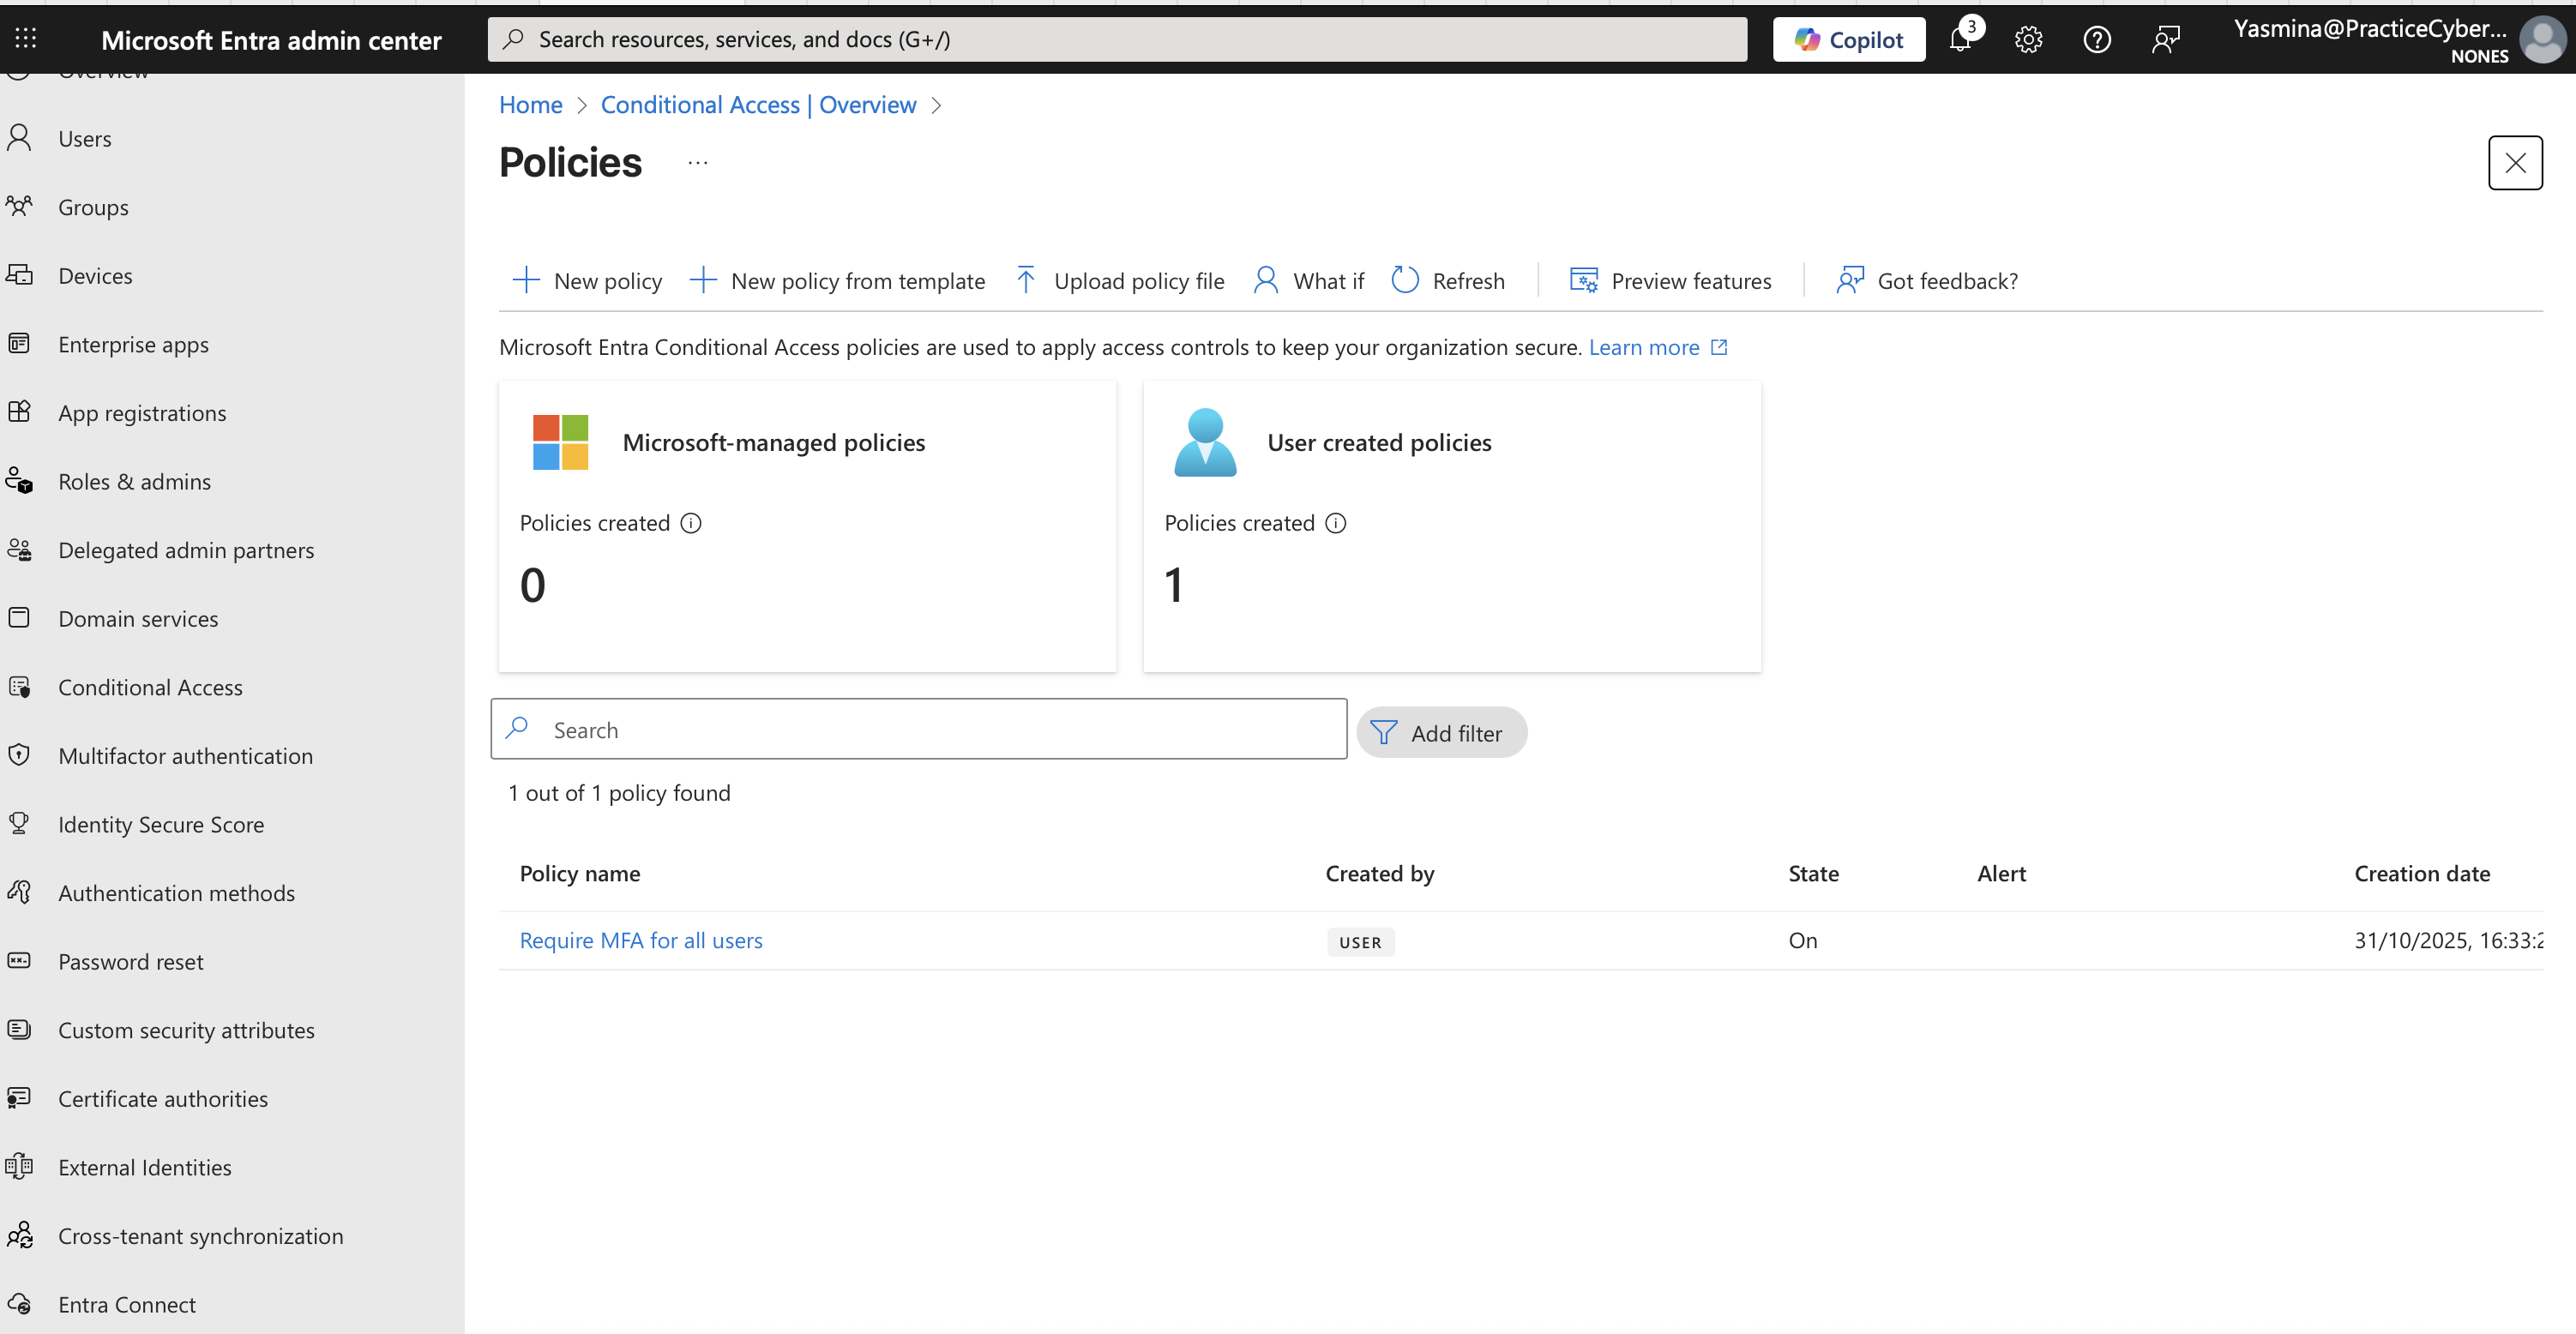 Microsoft Entra admin center
Search resources, services, and docs (G+/)
Copilot
3
Yasmina@PracticeCyber...
NONES
Overview
Users
Groups
Devices
Enterprise apps
App registrations
Roles & admins
Delegated admin partners
Domain services
Conditional Access
Multifactor authentication
Identity Secure Score
Authentication methods
Password reset
Custom security attributes
Certificate authorities
External Identities
Cross-tenant synchronization
Entra Connect
Home > Conditional Access | Overview >
Policies ...
New policy New policy from template Upload policy file What if Refresh Preview features Got feedback?
Microsoft Entra Conditional Access policies are used to apply access controls to keep your organization secure. Learn more
Microsoft-managed policies
Policies created
0
User created policies
Policies created
1
Search
Add filter
1 out of 1 policy found
Policy name Created by State Alert Creation date
Require MFA for all users USER On 31/10/2025, 16:33:2